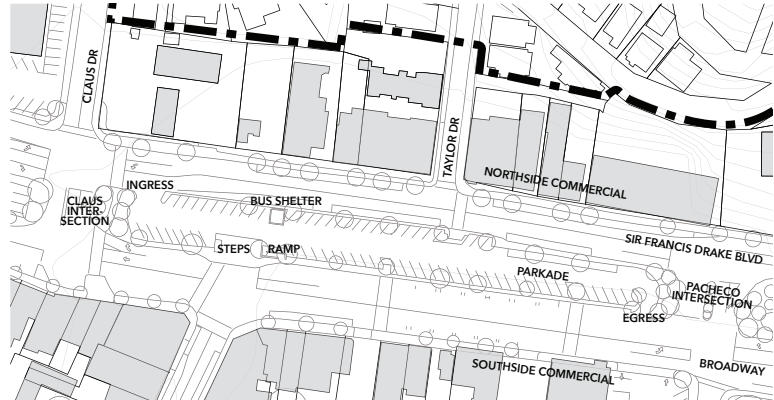 CLAUS DR
TAYLOR DR
NORTHSIDE COMMERCIAL
INGRESS
CLAUS
INTER-
SECTION
BUS SHELTER
SIR FRANCIS DRAKE BLVD
STEPS
RAMP
PARKADE
PACHECO
INTERSECTION
EGRESS
BROADWAY
SOUTHSIDE COMMERCIAL